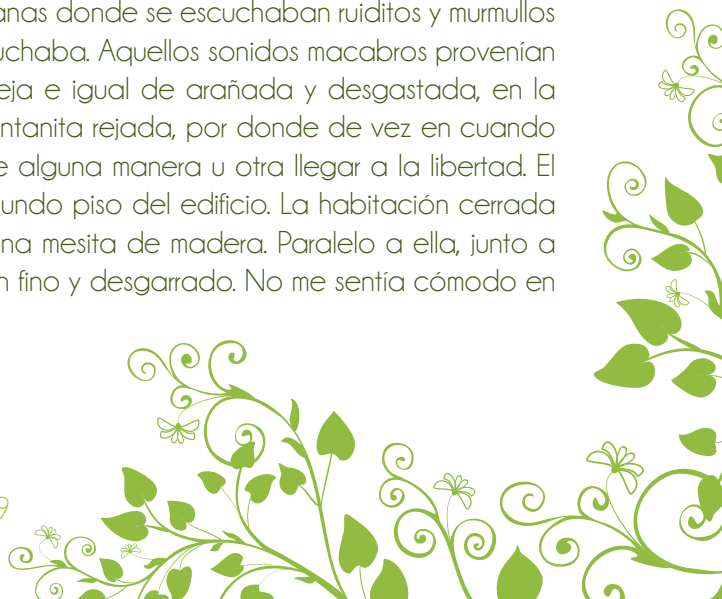 anas donde se escuchaban ruiditos y murmullos
uchaba. Aquellos sonidos macabros provenían
eja e igual de arañada y desgastada, en la
ntanita rejada, por donde de vez en cuando
e alguna manera u otra llegar a la libertad. El
undo piso del edificio. La habitación cerrada
na mesita de madera. Paralelo a ella, junto a
n fino y desgarrado. No me sentía cómodo en
9